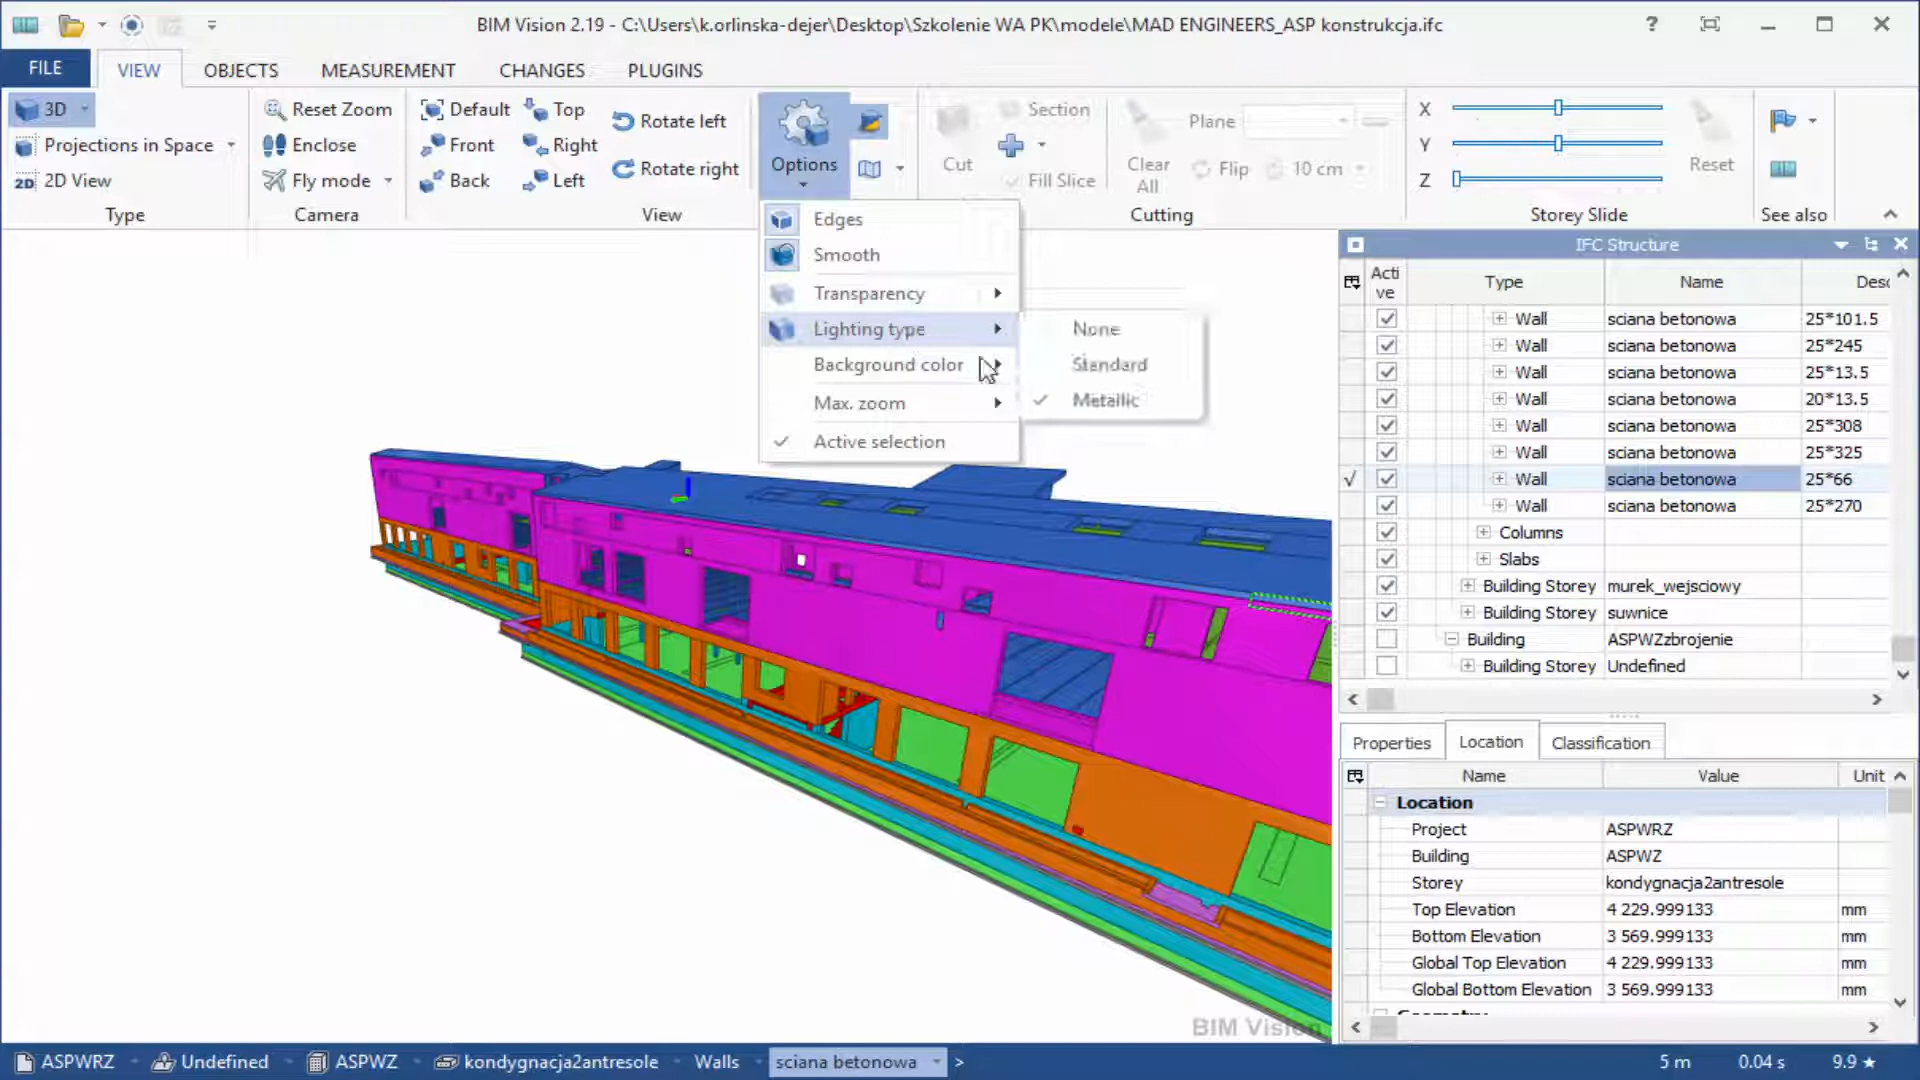 BIM Vision 2.19 - C:\Users\k.orlinska-dejer\Desktop\Szkolenie WA PK\modele\MAD ENGINEERS_ASP konstrukcja.ifc
FILE VIEW OBJECTS MEASUREMENT CHANGES PLUGINS
3D
Projections in Space
2D View
Type
Reset Zoom
Enclose
Fly mode
Camera
Default Top
Front Right
Back Left
Rotate left
Rotate right
View
Options
Cut
Section
Fill Slice
Clear All
Plane
Flip 10 cm
Cutting
X
Y
Z
Reset
Storey Slide
See also
Edges
Smooth
Transparency
Lighting type
Background color
Max. zoom
Active selection
None
Standard
Metallic
IFC Structure
Active Type Name Desc
Wall sciana betonowa 25*101.5
Wall sciana betonowa 25*245
Wall sciana betonowa 25*13.5
Wall sciana betonowa 20*13.5
Wall sciana betonowa 25*308
Wall sciana betonowa 25*325
Wall sciana betonowa 25*66
Wall sciana betonowa 25*270
Columns
Slabs
Building Storey murek_wejsciowy
Building Storey suwnice
Building ASPWZzbrojenie
Building Storey Undefined
Properties Location Classification
Name Value Unit
Location
Project ASPWRZ
Building ASPWZ
Storey kondygnacja2antresole
Top Elevation 4 229.999133 mm
Bottom Elevation 3 569.999133 mm
Global Top Elevation 4 229.999133 mm
Global Bottom Elevation 3 569.999133 mm
Geometry
BIM Vision
ASPWRZ Undefined ASPWZ kondygnacja2antresole Walls sciana betonowa > 5 m 0.04 s 9.9 ★